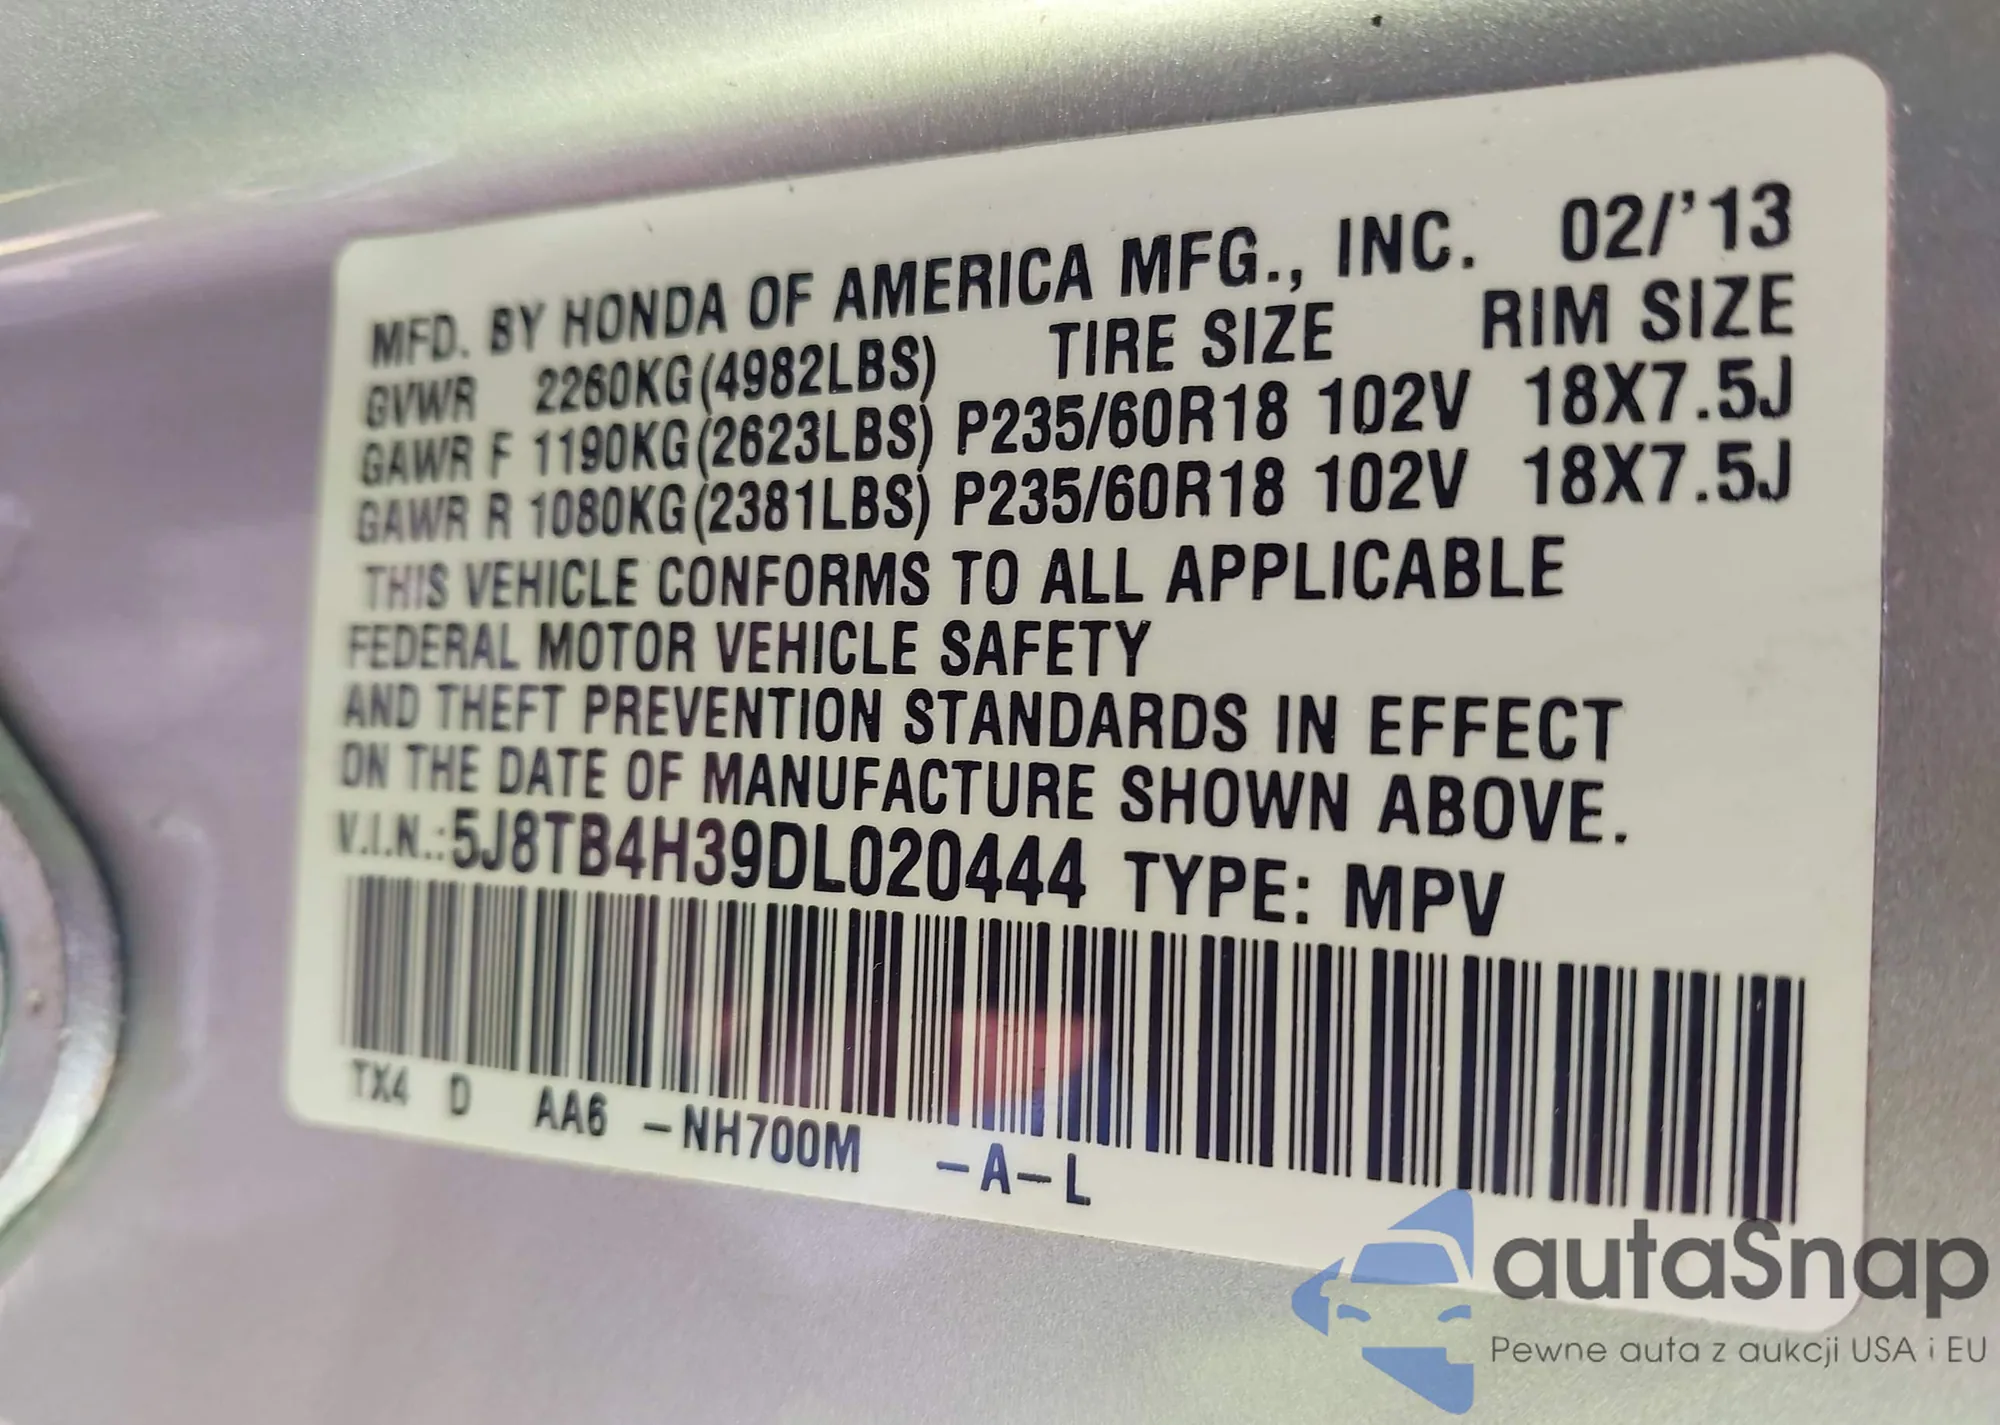 MFD. BY HONDA OF AMERICA MFG., INC. 02/'13
GVWR 2260KG(4982LBS) TIRE SIZE RIM SIZE
GAWR F 1190KG(2623LBS) P235/60R18 102V 18X7.5J
GAWR R 1080KG(2381LBS) P235/60R18 102V 18X7.5J
THIS VEHICLE CONFORMS TO ALL APPLICABLE
FEDERAL MOTOR VEHICLE SAFETY
AND THEFT PREVENTION STANDARDS IN EFFECT
ON THE DATE OF MANUFACTURE SHOWN ABOVE.
V.I.N.:5J8TB4H39DL020444 TYPE: MPV
TX4 D AA6 -NH700M -A-L
autaSnap
Pewne auta z aukcji USA i EU